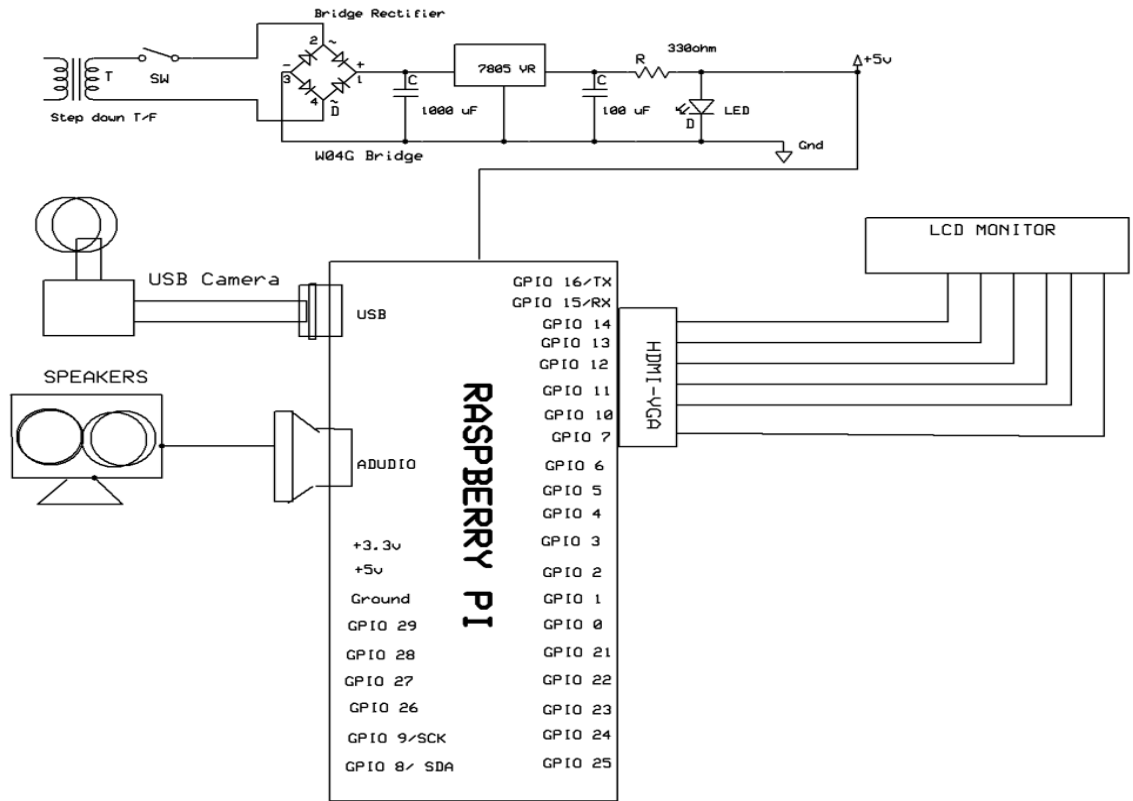 Bridge Rectifier
2 ~
- +
3 1
4 ~
D
T
SW
Step down T/F
W04G Bridge
C
1000 uF
7805 VR
C
100 uF
R
330ohm
LED
D
+5v
Gnd
LCD MONITOR
USB Camera
USB
SPEAKERS
ADUDIO
RASPBERRY PI
HDMI-VGA
+3.3v
+5v
Ground
GPIO 29
GPIO 28
GPIO 27
GPIO 26
GPIO 9/SCK
GPIO 8/ SDA
GPIO 16/TX
GPIO 15/RX
GPIO 14
GPIO 13
GPIO 12
GPIO 11
GPIO 10
GPIO 7
GPIO 6
GPIO 5
GPIO 4
GPIO 3
GPIO 2
GPIO 1
GPIO 0
GPIO 21
GPIO 22
GPIO 23
GPIO 24
GPIO 25